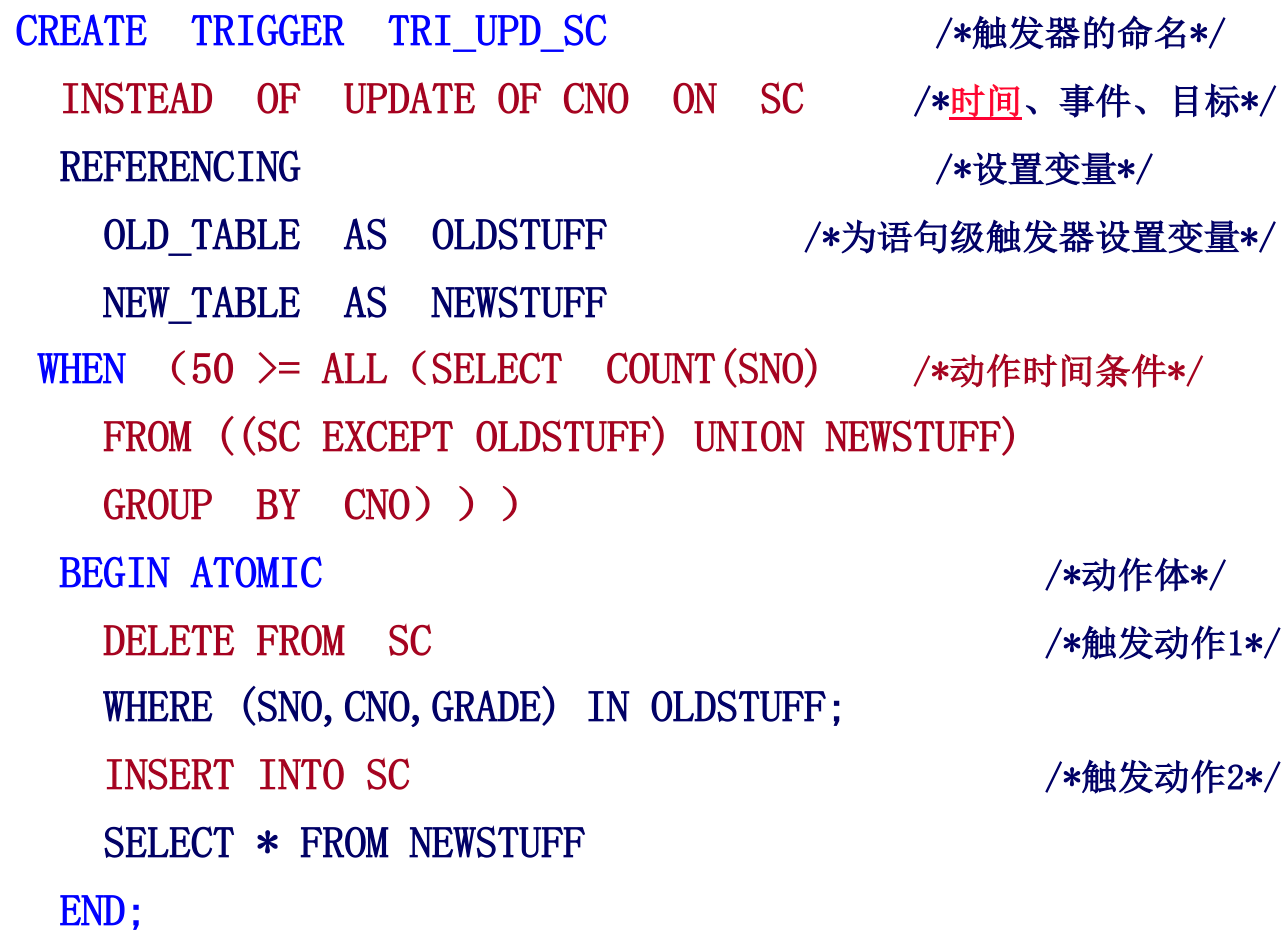 CREATE TRIGGER TRI_UPD_SC /*触发器的命名*/
INSTEAD OF UPDATE OF CNO ON SC /*时间、事件、目标*/
REFERENCING /*设置变量*/
OLD_TABLE AS OLDSTUFF /*为语句级触发器设置变量*/
NEW_TABLE AS NEWSTUFF
WHEN （50 >= ALL（SELECT COUNT(SNO) /*动作时间条件*/
FROM ((SC EXCEPT OLDSTUFF) UNION NEWSTUFF)
GROUP BY CNO）））
BEGIN ATOMIC /*动作体*/
DELETE FROM SC /*触发动作1*/
WHERE (SNO,CNO,GRADE) IN OLDSTUFF;
INSERT INTO SC /*触发动作2*/
SELECT * FROM NEWSTUFF
END;